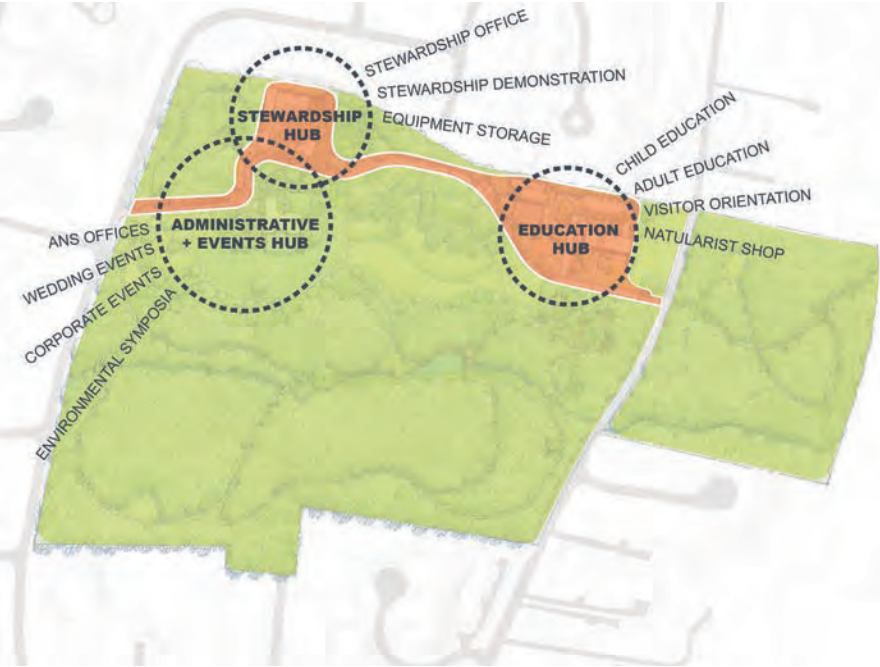 STEWARDSHIP OFFICE
STEWARDSHIP DEMONSTRATION
EQUIPMENT STORAGE
STEWARDSHIP
HUB
CHILD EDUCATION
ADULT EDUCATION
VISITOR ORIENTATION
NATULARIST SHOP
EDUCATION
HUB
ADMINISTRATIVE
+ EVENTS HUB
ANS OFFICES
WEDDING EVENTS
CORPORATE EVENTS
ENVIRONMENTAL SYMPOSIA